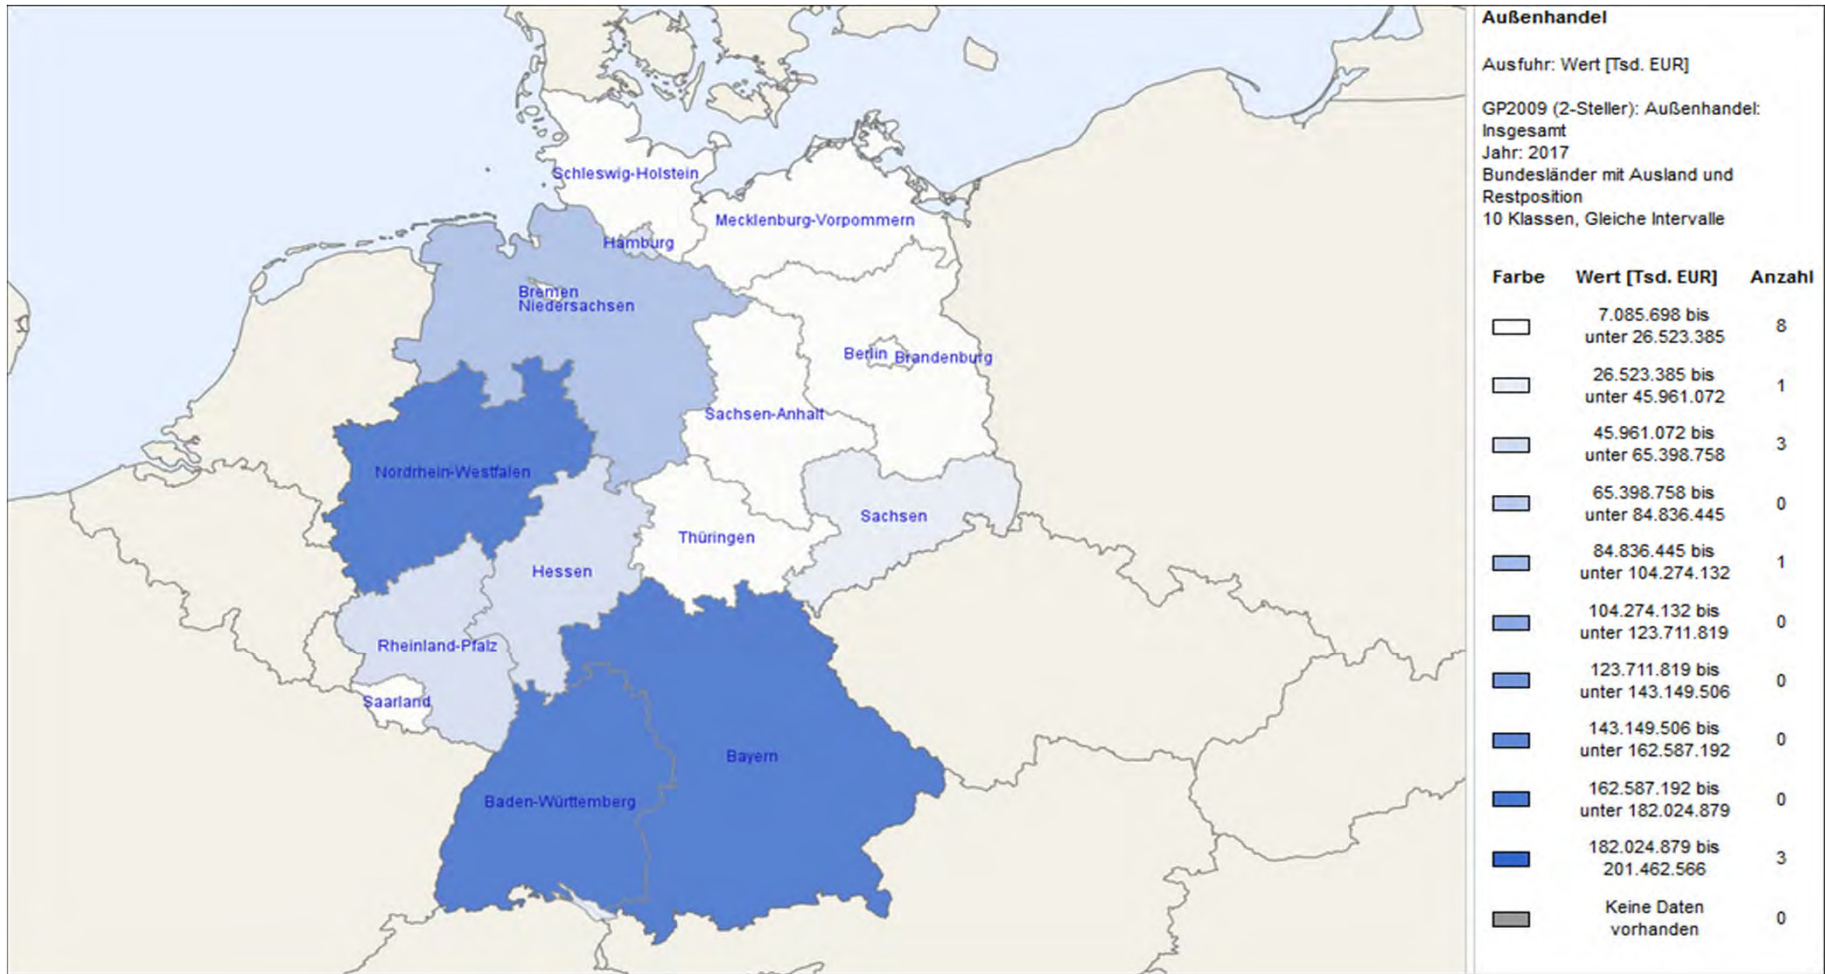 Außenhandel
Ausfuhr: Wert [Tsd. EUR]
GP2009 (2-Steller): Außenhandel:
Insgesamt
Jahr: 2017
Bundesländer mit Ausland und
Restposition
10 Klassen, Gleiche Intervalle
Farbe Wert [Tsd. EUR] Anzahl
7.085.698 bis
unter 26.523.385
8
26.523.385 bis
unter 45.961.072
1
45.961.072 bis
unter 65.398.758
3
65.398.758 bis
unter 84.836.445
0
84.836.445 bis
unter 104.274.132
1
104.274.132 bis
unter 123.711.819
0
123.711.819 bis
unter 143.149.506
0
143.149.506 bis
unter 162.587.192
0
162.587.192 bis
unter 182.024.879
0
182.024.879 bis
201.462.566
3
Keine Daten
vorhanden
0
Schleswig-Holstein
Mecklenburg-Vorpommern
Hamburg
Bremen
Niedersachsen
Berlin
Brandenburg
Sachsen-Anhalt
Nordrhein-Westfalen
Sachsen
Thüringen
Hessen
Rheinland-Pfalz
Saarland
Bayern
Baden-Württemberg